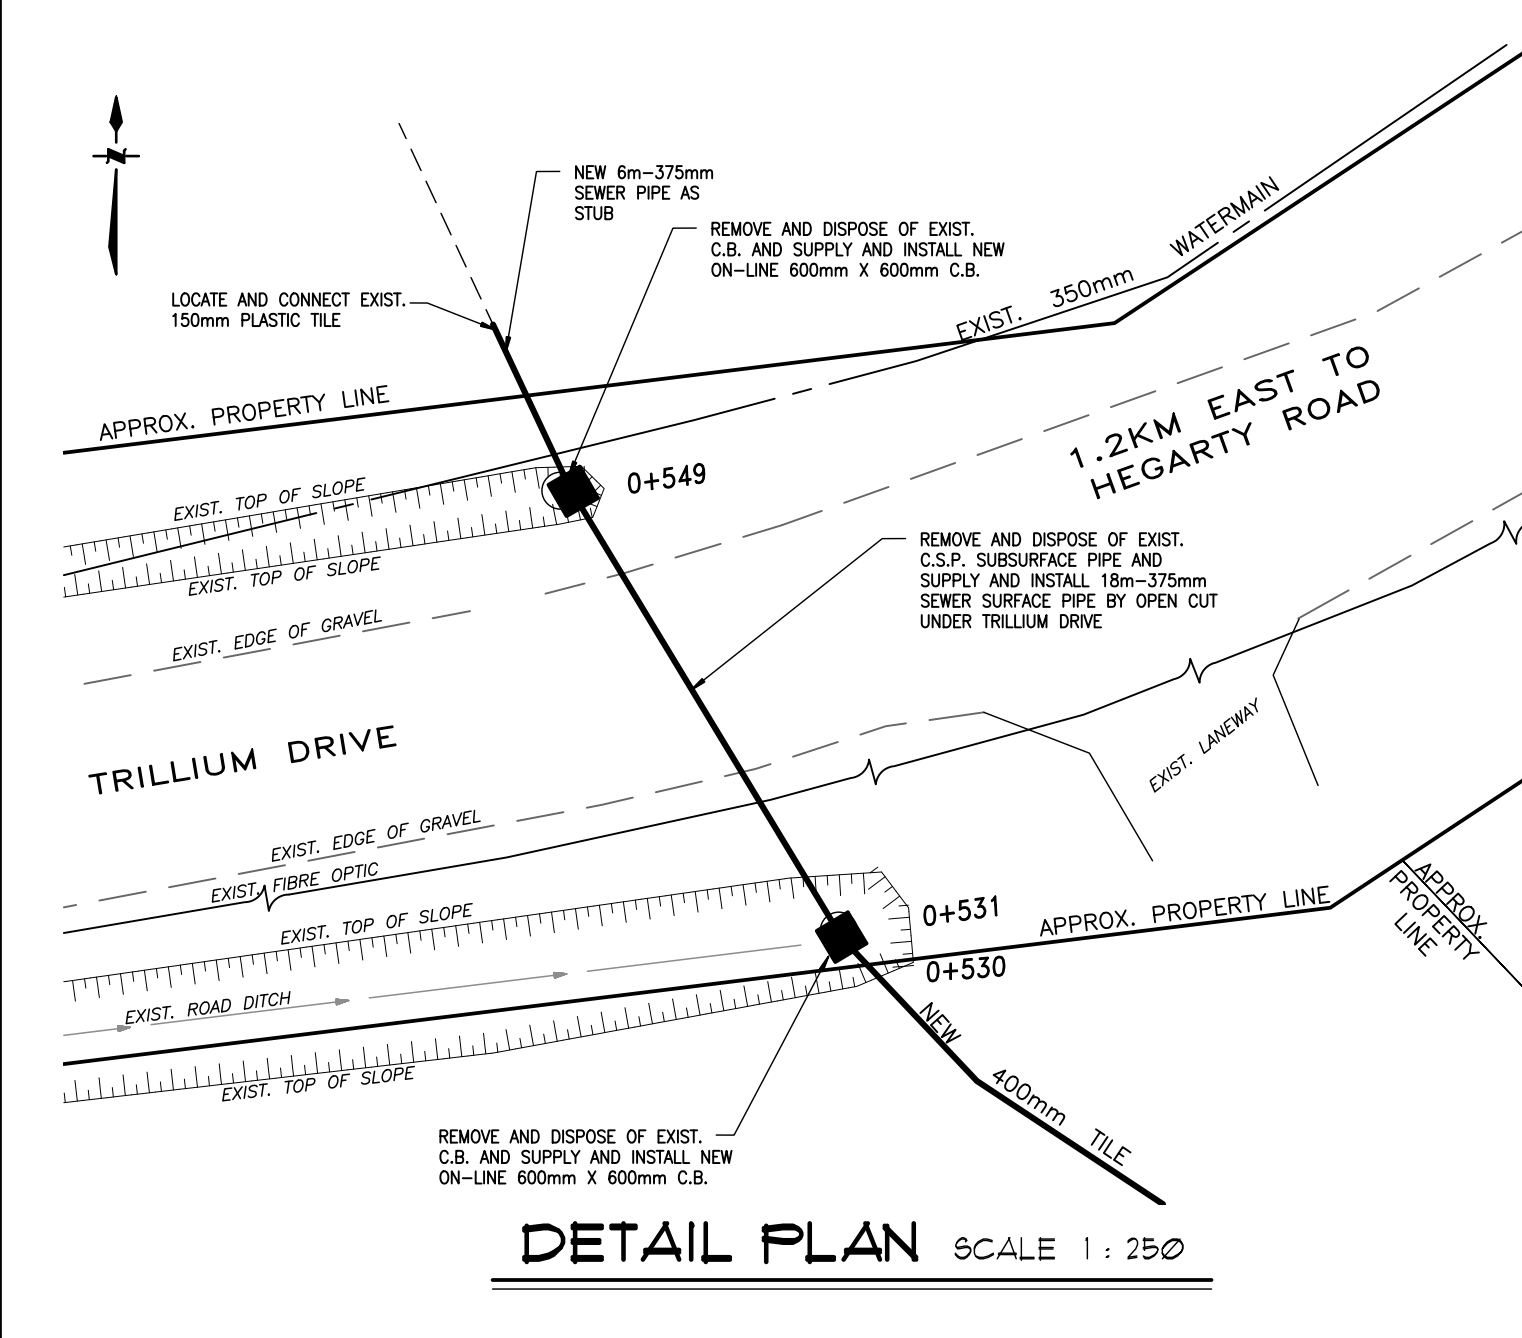 N
NEW 6m-375mm
SEWER PIPE AS
STUB
REMOVE AND DISPOSE OF EXIST.
C.B. AND SUPPLY AND INSTALL NEW
ON-LINE 600mm X 600mm C.B.
LOCATE AND CONNECT EXIST.
150mm PLASTIC TILE
EXIST. 350mm WATERMAIN
APPROX. PROPERTY LINE
1.2KM EAST TO
HEGARTY ROAD
0+549
EXIST. TOP OF SLOPE
EXIST. TOP OF SLOPE
REMOVE AND DISPOSE OF EXIST.
C.S.P. SUBSURFACE PIPE AND
SUPPLY AND INSTALL 18m-375mm
SEWER SURFACE PIPE BY OPEN CUT
UNDER TRILLIUM DRIVE
EXIST. EDGE OF GRAVEL
TRILLIUM DRIVE
EXIST. LANEWAY
EXIST. EDGE OF GRAVEL
EXIST. FIBRE OPTIC
EXIST. TOP OF SLOPE
0+531
APPROX. PROPERTY LINE
APPROX.
PROPERTY
LINE
0+530
EXIST. ROAD DITCH
EXIST. TOP OF SLOPE
NEW 400mm TILE
REMOVE AND DISPOSE OF EXIST.
C.B. AND SUPPLY AND INSTALL NEW
ON-LINE 600mm X 600mm C.B.
DETAIL PLAN SCALE 1 : 250